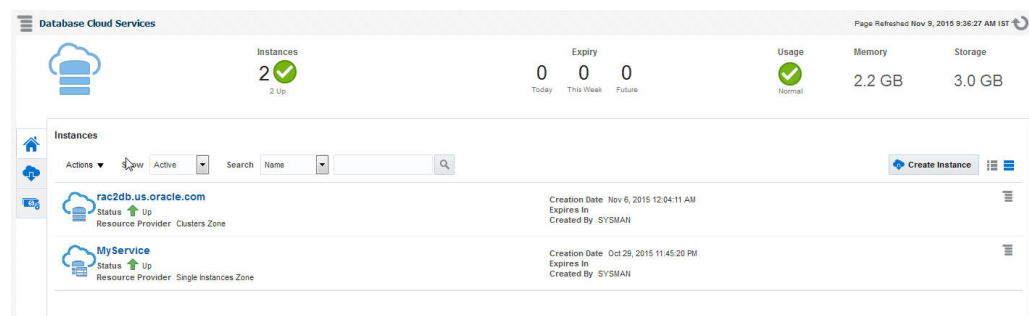 Database Cloud Services
Page Refreshed Nov 9, 2015 9:36:27 AM IST
Instances
2
2 Up
Expiry
0 0 0
Today This Week Future
Usage
Normal
Memory
2.2 GB
Storage
3.0 GB
Instances
Actions Show Active Search Name Create Instance
rac2db.us.oracle.com
Status Up
Resource Provider Clusters Zone
Creation Date Nov 6, 2015 12:04:11 AM
Expires In
Created By SYSMAN
MyService
Status Up
Resource Provider Single Instances Zone
Creation Date Oct 29, 2015 11:45:20 PM
Expires In
Created By SYSMAN